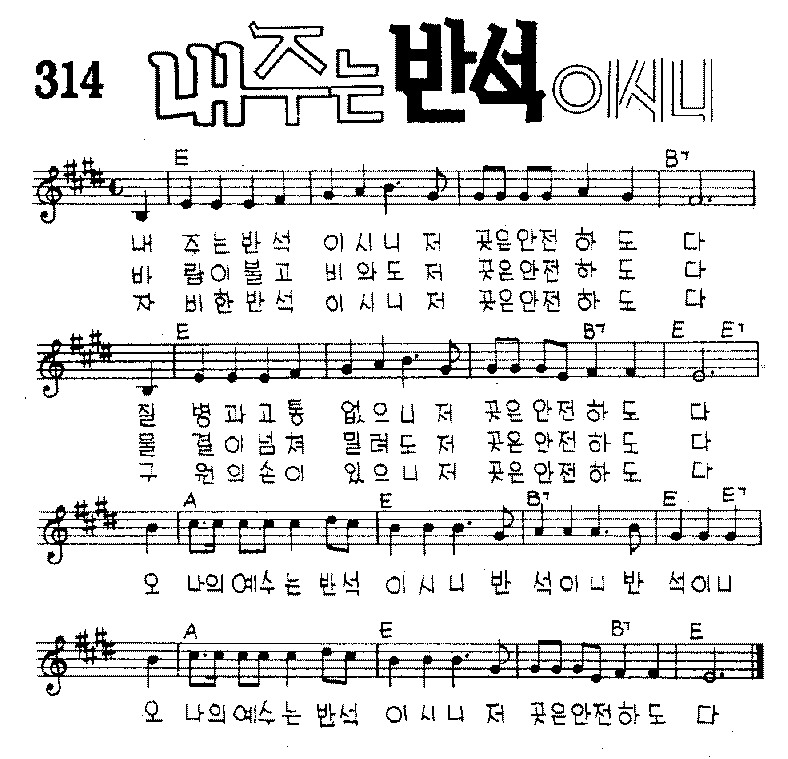 314 내주는반석이시니
E B7
내 주는반석 이시니 저 곳은안전 하도 다
바 람이불고 비와도 저 곳은안전 하도 다
자 비한반석 이시니 저 곳은안전 하도 다
E B7 E E7
질 병과고통 없으니 저 곳은안전하도 다
물 결이넘쳐 밀려도 저 곳은안전하도 다
구 원의손이 있으니 저 곳은안전하도 다
A E B7 E E7
오 나의예수는 반석 이시니 반 석이니 반 석이니
A E B7 E
오 나의예수는 반석 이시니 저 곳은안전하도 다